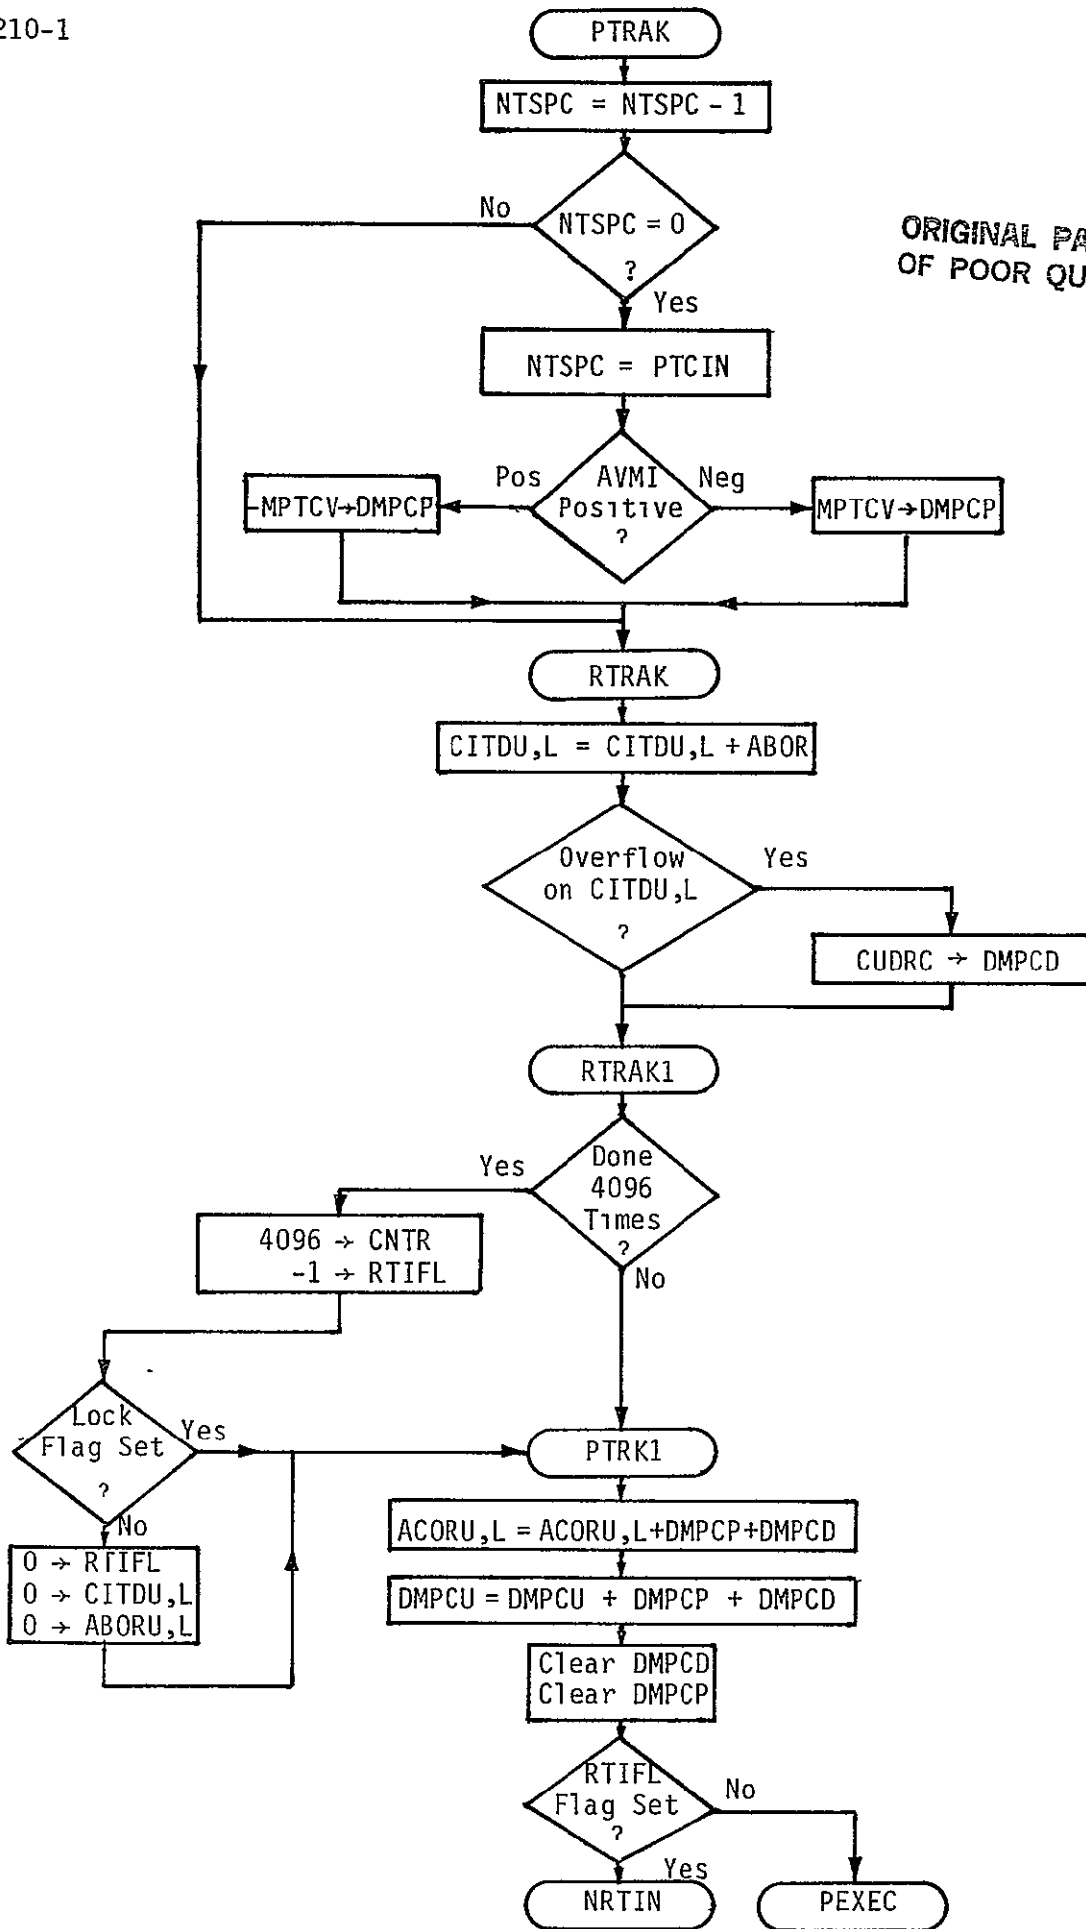 210-1
PTRAK
NTSPC = NTSPC - 1
No
NTSPC = 0
?
Yes
NTSPC = PTCIN
Pos
AVMI
Positive
?
Neg
-MPTCV→DMPCP
MPTCV→DMPCP
RTRAK
CITDU,L = CITDU,L + ABOR
Overflow
on CITDU,L
?
Yes
CUDRC → DMPCD
RTRAK1
Yes
Done
4096
Times
?
No
4096 → CNTR
-1 → RTIFL
Lock
Flag Set
?
Yes
No
0 → RTIFL
0 → CITDU,L
0 → ABORU,L
PTRK1
ACORU,L = ACORU,L+DMPCP+DMPCD
DMPCU = DMPCU + DMPCP + DMPCD
Clear DMPCD
Clear DMPCP
RTIFL
Flag Set
?
No
Yes
NRTIN
PEXEC
ORIGINAL PA
OF POOR QU